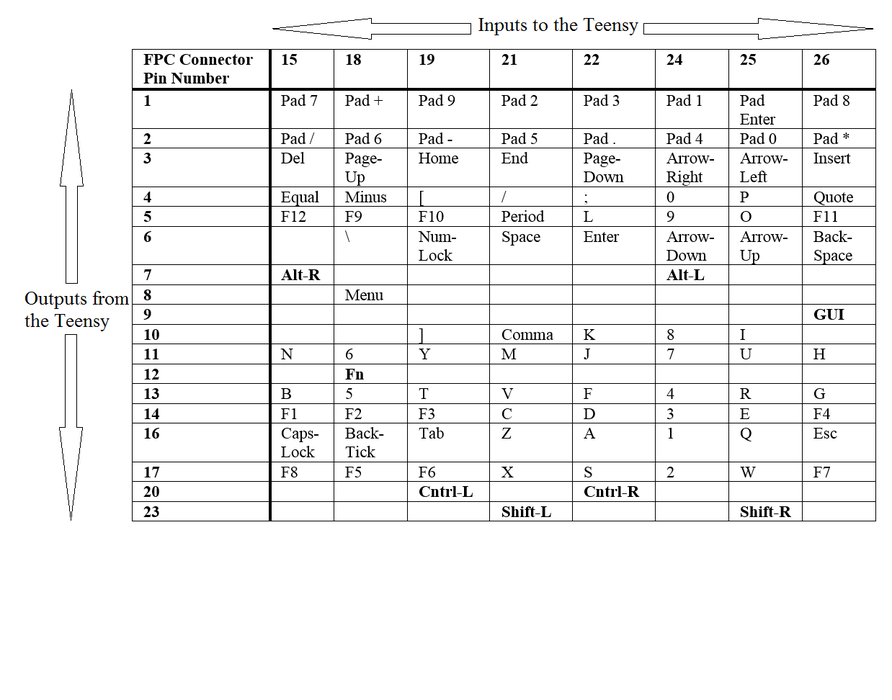 Inputs to the Teensy
FPC Connector Pin Number 15 18 19 21 22 24 25 26
1 Pad 7 Pad + Pad 9 Pad 2 Pad 3 Pad 1 Pad Enter Pad 8
2 Pad / Pad 6 Pad - Pad 5 Pad . Pad 4 Pad 0 Pad *
3 Del Page-Up Home End Page-Down Arrow-Right Arrow-Left Insert
4 Equal Minus [ / ; 0 P Quote
5 F12 F9 F10 Period L 9 O F11
6 \ Num-Lock Space Enter Arrow-Down Arrow-Up Back-Space
7 Alt-R Alt-L
Outputs from the Teensy
8 Menu
9 GUI
10 ] Comma K 8 I
11 N 6 Y M J 7 U H
12 Fn
13 B 5 T V F 4 R G
14 F1 F2 F3 C D 3 E F4
16 Caps-Lock Back-Tick Tab Z A 1 Q Esc
17 F8 F5 F6 X S 2 W F7
20 Cntrl-L Cntrl-R
23 Shift-L Shift-R